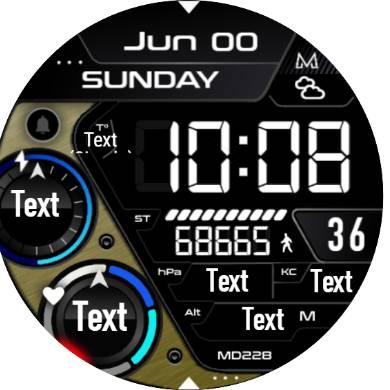 Jun 00
SUNDAY
T°
Text
10:08
Text
ST
68665
36
hPa
Text
KC
Text
Text
Alt
Text
M
MD228